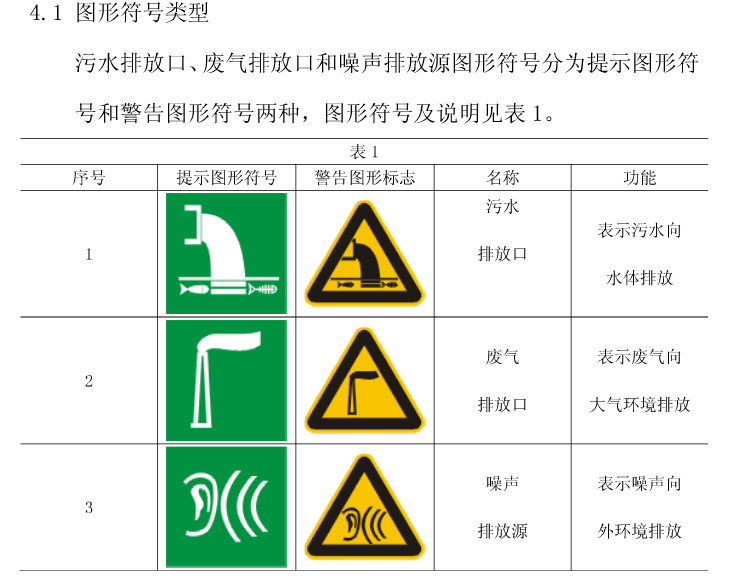 4.1 图形符号类型
污水排放口、废气排放口和噪声排放源图形符号分为提示图形符
号和警告图形符号两种，图形符号及说明见表 1。
表 1
序号 提示图形符号 警告图形标志 名称 功能
1 污水 排放口 表示污水向 水体排放
2 废气 排放口 表示废气向 大气环境排放
3 噪声 排放源 表示噪声向 外环境排放